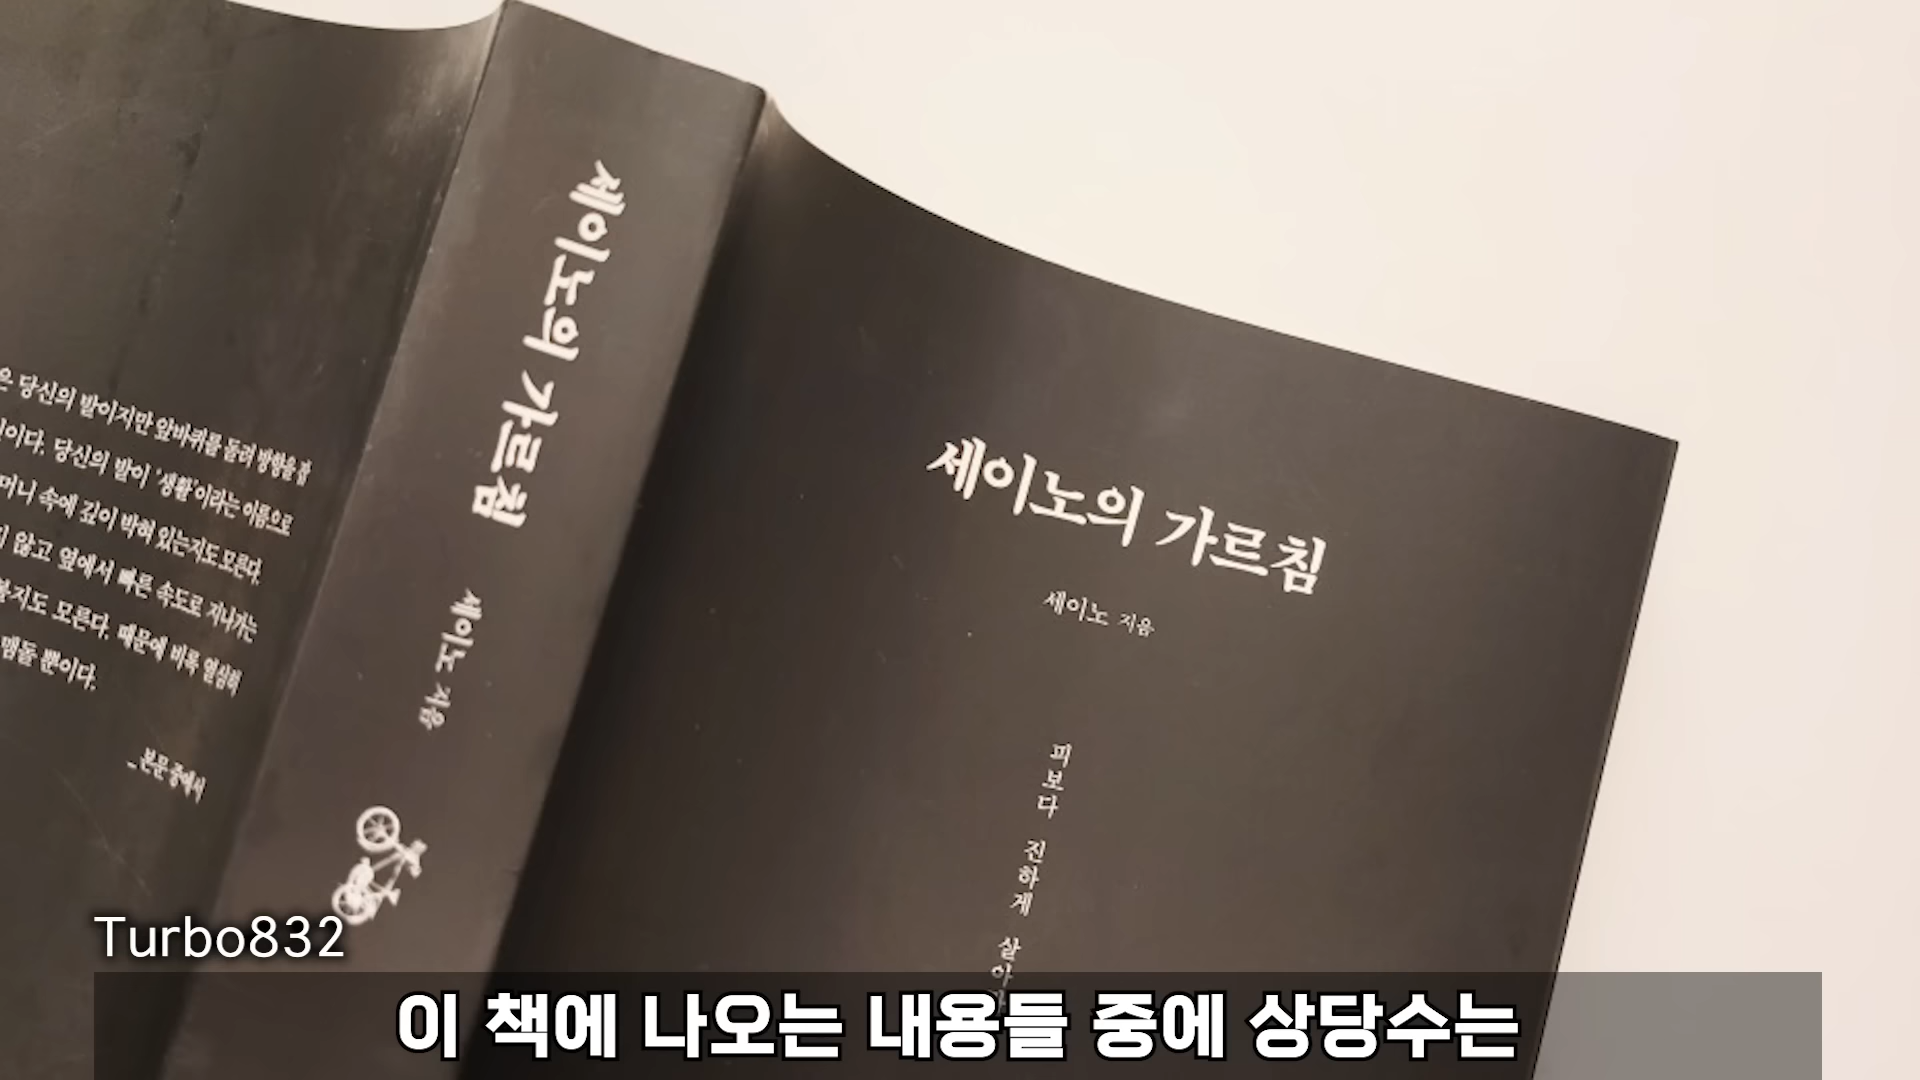 은 당신의 발이지만 앞바퀴를 돌려 방향을 잡
이다. 당신의 발이 '생활'이라는 이름으로
머니 속에 깊이 박혀 있는지도 모른다.
않고 옆에서 빠른 속도로 지나가는
지도 모른다. 때문에 비록 열심히
맴돌 뿐이다.
_본문 중에서
세이노의 가르침
세이노 지음
세이노의 가르침
세이노 지음
피보다 진하게 살아라
Turbo832
이 책에 나오는 내용들 중에 상당수는